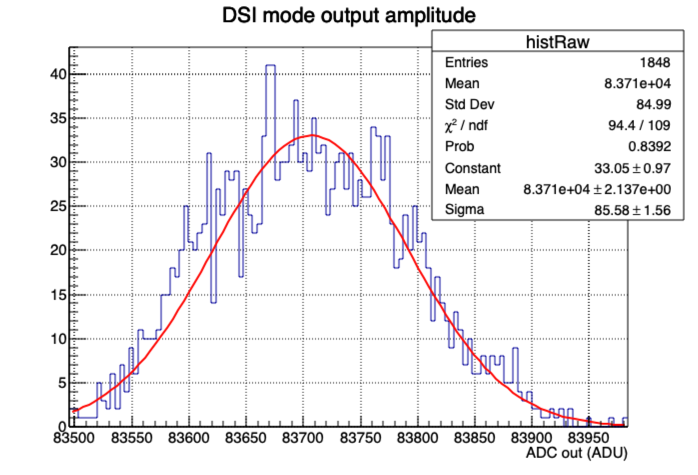 DSI mode output amplitude
histRaw
Entries 1848
Mean 8.371e+04
Std Dev 84.99
χ² / ndf 94.4 / 109
Prob 0.8392
Constant 33.05 ± 0.97
Mean 8.371e+04 ± 2.137e+00
Sigma 85.58 ± 1.56
40
35
30
25
20
15
10
5
0
83500 83550 83600 83650 83700 83750 83800 83850 83900 83950
ADC out (ADU)